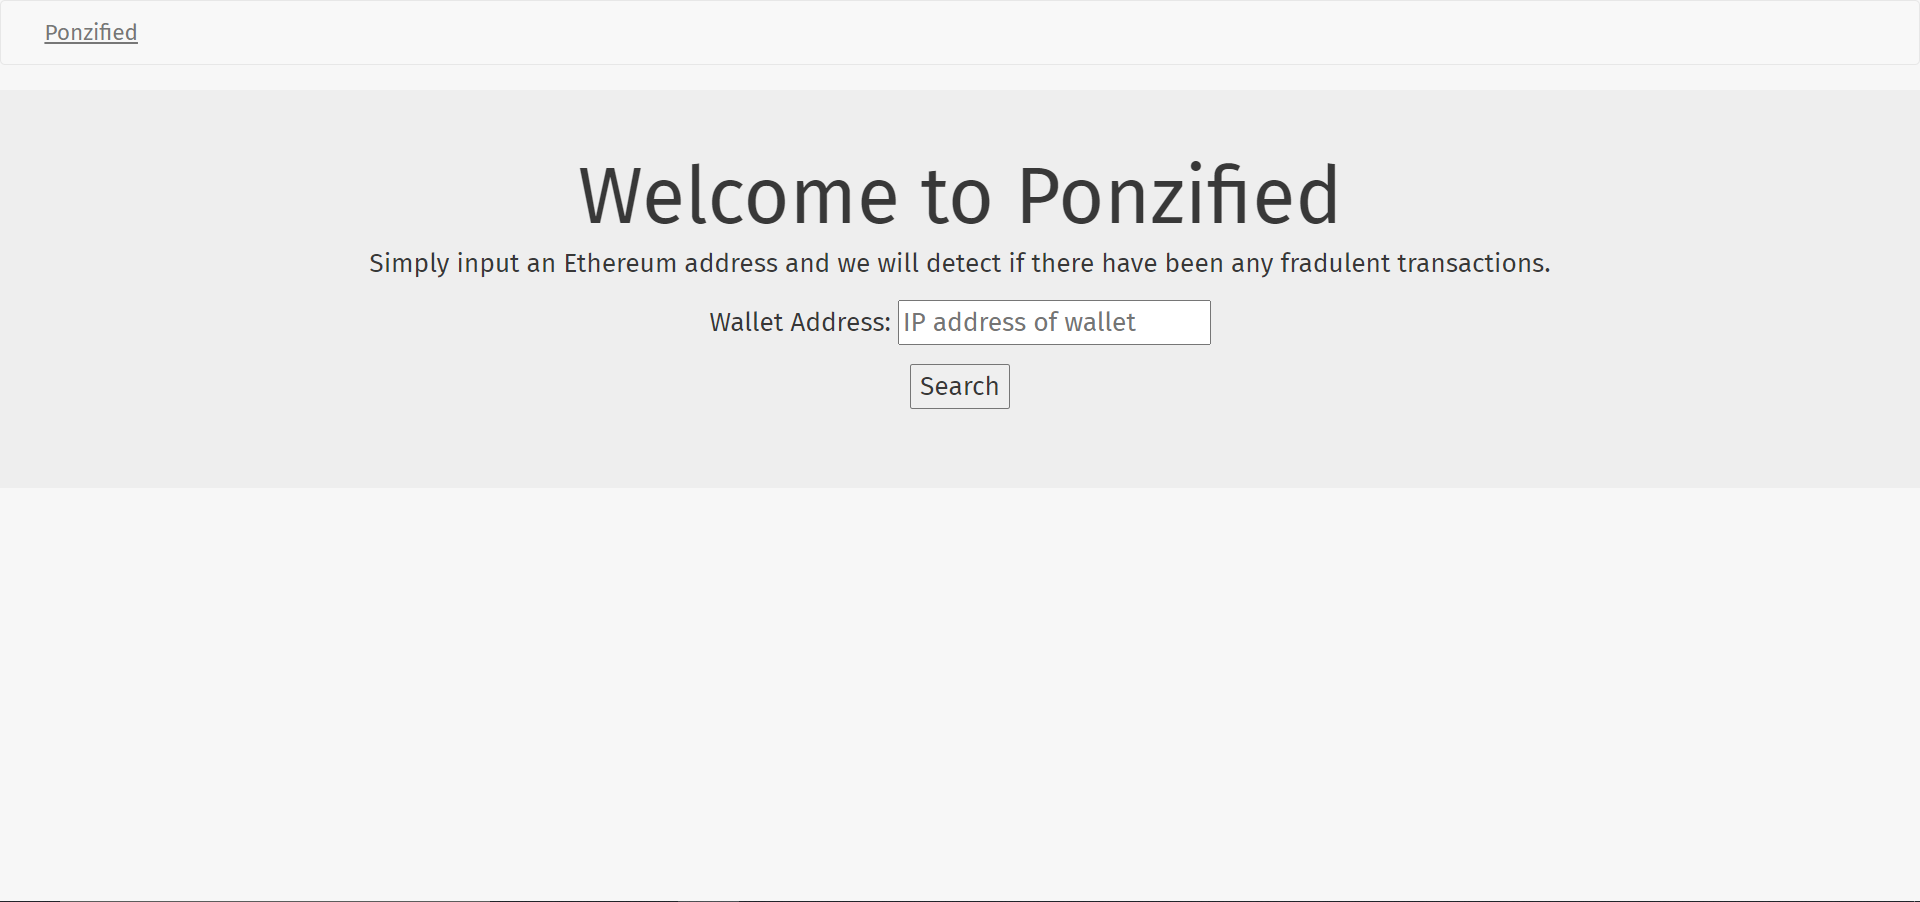 Ponzified
Welcome to Ponzified
Simply input an Ethereum address and we will detect if there have been any fradulent transactions.
Wallet Address: IP address of wallet
Search